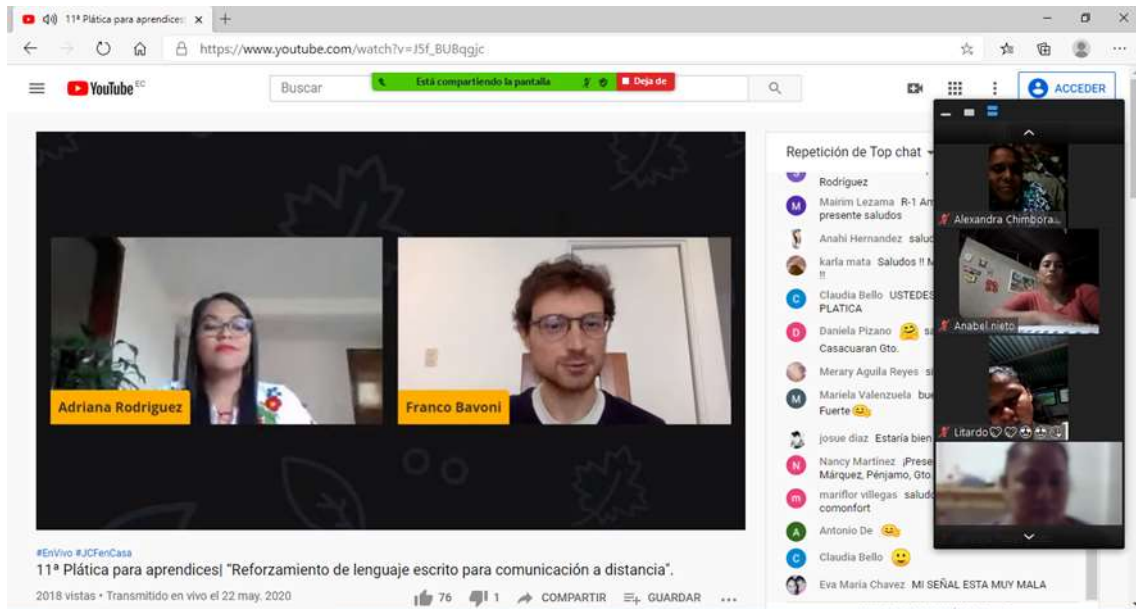 11ª Plática para aprendices
https://www.youtube.com/watch?v=J5f_BUBqgjc
YouTube EC
Buscar
Está compartiendo la pantalla
Deja de
ACCEDER
Adriana Rodriguez
Franco Bavoni
#EnVivo #JCFenCasa
11ª Plática para aprendices| "Reforzamiento de lenguaje escrito para comunicación a distancia".
2018 vistas • Transmitido en vivo el 22 may. 2020
76
1
COMPARTIR
GUARDAR
Repetición de Top chat
Rodríguez
M
Mairim Lezama R-1
presente saludos
Anahi Hernandez
karla mata Saludos !!
!!
C
Claudia Bello USTEDES
PLATICA
D
Daniela Pizano
Casacuaran Gto.
Merary Aguila Reyes
M
Mariela Valenzuela
Fuerte
josue diaz Estaría bien
N
Nancy Martínez
Márquez, Pénjamo, Gto
m
mariflor villegas
comonfort
A
Antonio De
C
Claudia Bello
Eva María Chavez MI SEÑAL ESTA MUY MALA
Alexandra Chimbora...
Anabel.nieto
Litardo